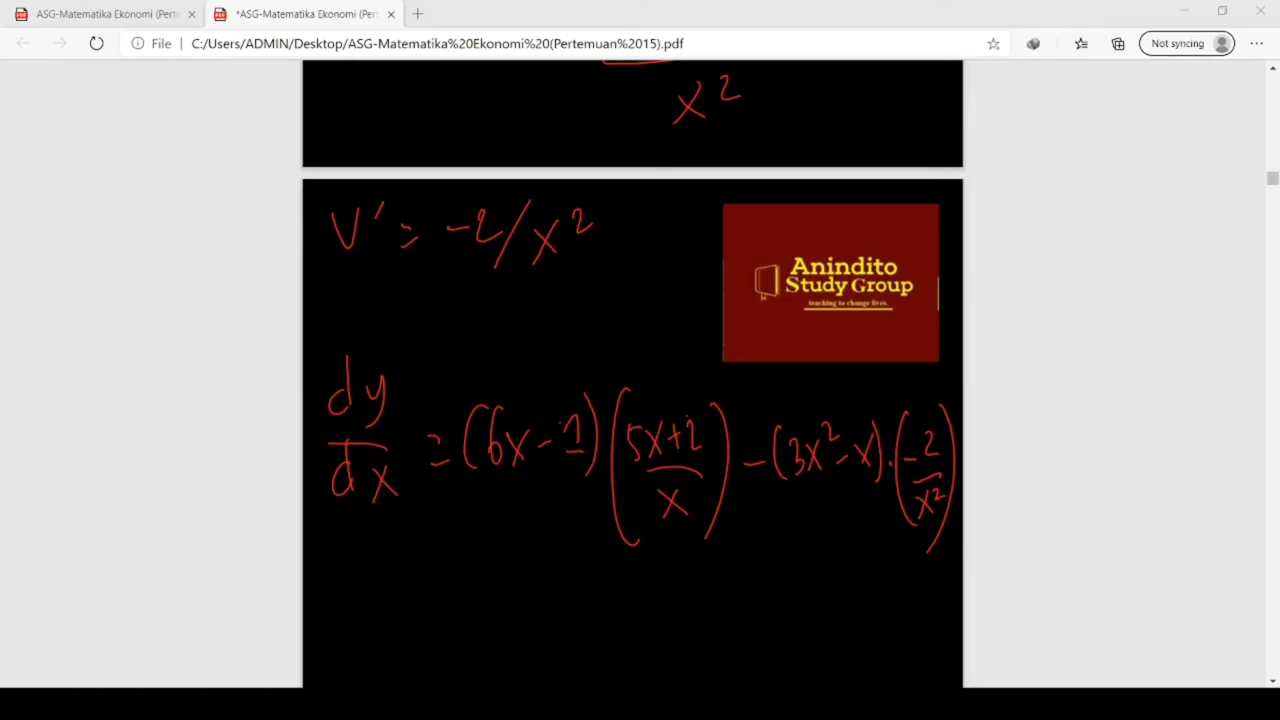 ASG-Matematika Ekonomi (Perte
*ASG-Matematika Ekonomi (Per
File
C:/Users/ADMIN/Desktop/ASG-Matematika%20Ekonomi%20(Pertemuan%2015).pdf
Not syncing
x²
V' = -2/x²
Anindito
Study Group
teaching to change lives.
dy/dx = (6x-1)((5x+2)/x) - (3x²-x).(-2/x²)